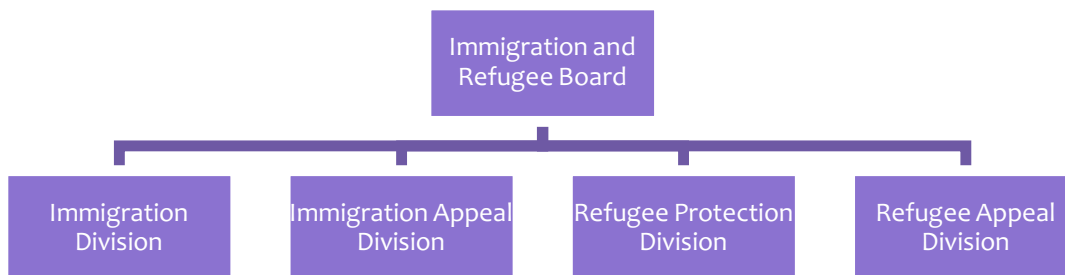 Immigration and
Refugee Board
Immigration
Division
Immigration Appeal
Division
Refugee Protection
Division
Refugee Appeal
Division